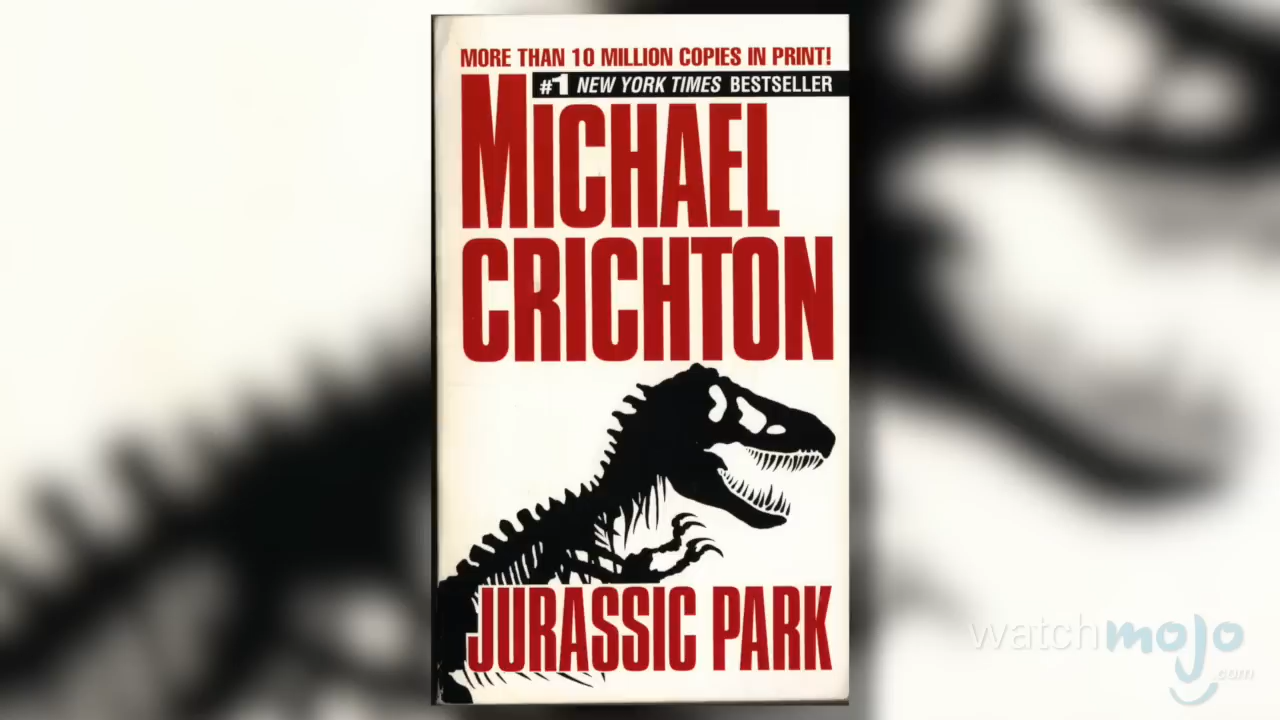 MORE THAN 10 MILLION COPIES IN PRINT!
#1 NEW YORK TIMES BESTSELLER
MICHAEL
CRICHTON
JURASSIC PARK
watchmojo
.com